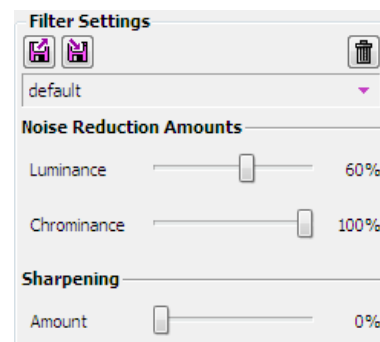 Filter Settings
default
Noise Reduction Amounts
Luminance 60%
Chrominance 100%
Sharpening
Amount 0%